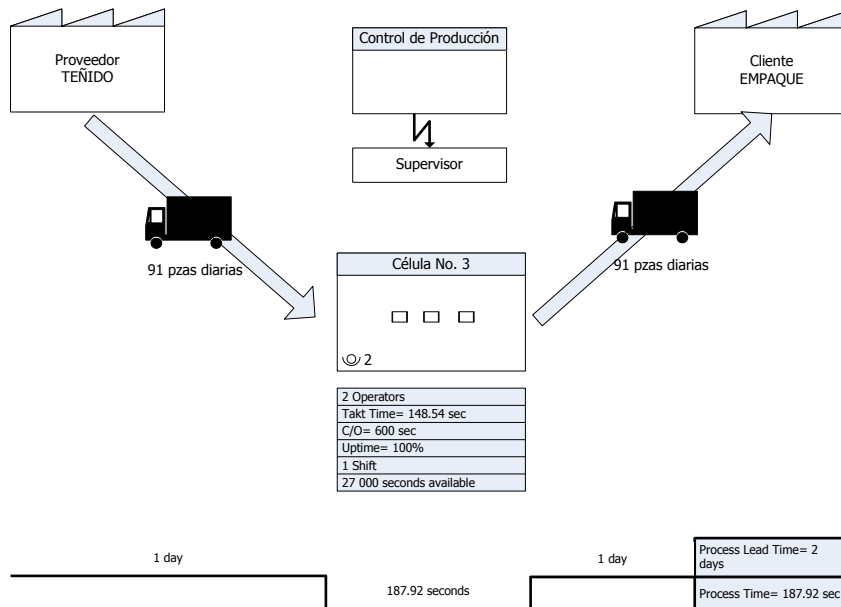 Proveedor
TEÑIDO
Control de Producción
Cliente
EMPAQUE
Supervisor
91 pzas diarias
91 pzas diarias
Célula No. 3
2
2 Operators
Takt Time= 148.54 sec
C/O= 600 sec
Uptime= 100%
1 Shift
27 000 seconds available
1 day
187.92 seconds
1 day
Process Lead Time= 2
days
Process Time= 187.92 sec